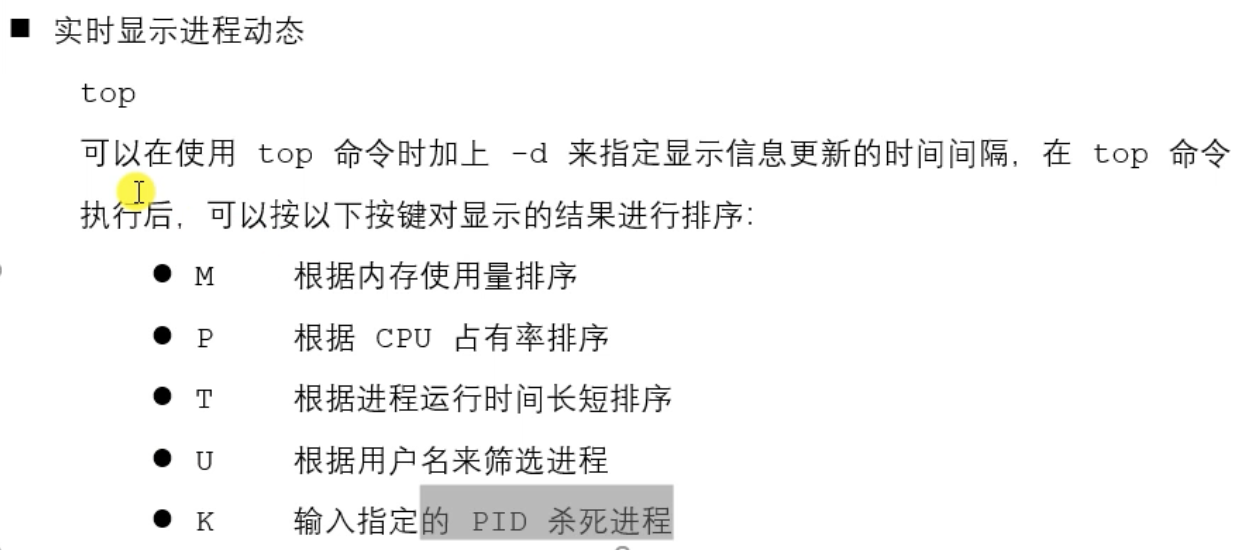 ■ 实时显示进程动态
top
可以在使用 top 命令时加上 -d 来指定显示信息更新的时间间隔，在 top 命令
执行后，可以按以下按键对显示的结果进行排序：
● M 根据内存使用量排序
● P 根据 CPU 占有率排序
● T 根据进程运行时间长短排序
● U 根据用户名来筛选进程
● K 输入指定的 PID 杀死进程